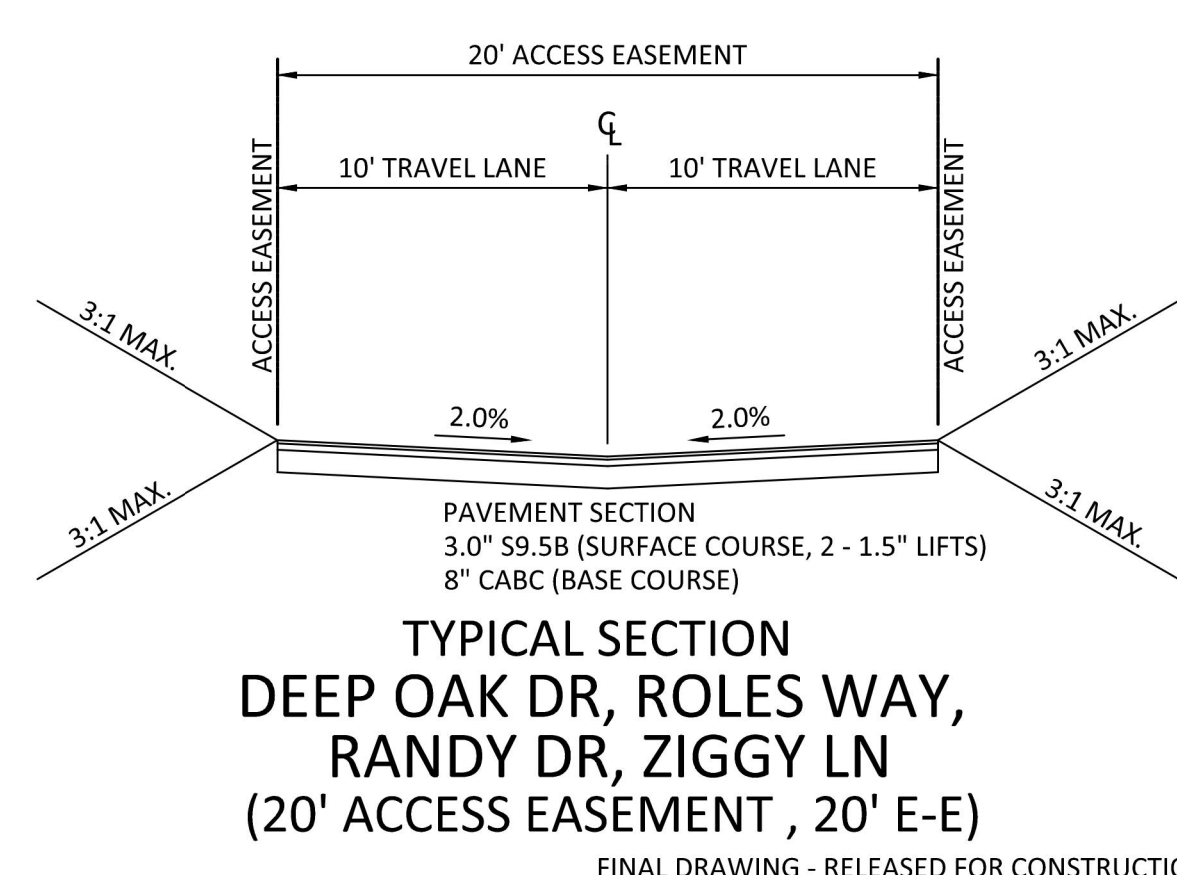 20' ACCESS EASEMENT
CL
10' TRAVEL LANE
10' TRAVEL LANE
ACCESS EASEMENT
ACCESS EASEMENT
3:1 MAX.
3:1 MAX.
2.0%
2.0%
3:1 MAX.
3:1 MAX.
PAVEMENT SECTION
3.0" S9.5B (SURFACE COURSE, 2 - 1.5" LIFTS)
8" CABC (BASE COURSE)
TYPICAL SECTION
DEEP OAK DR, ROLES WAY,
RANDY DR, ZIGGY LN
(20' ACCESS EASEMENT , 20' E-E)
FINAL DRAWING - RELEASED FOR CONSTRUCTIO